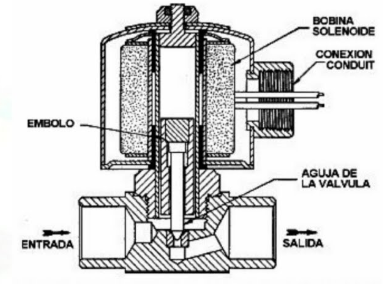 BOBINA
SOLENOIDE
CONEXION
CONDUIT
EMBOLO
AGUJA DE
LA VALVULA
ENTRADA
SALIDA